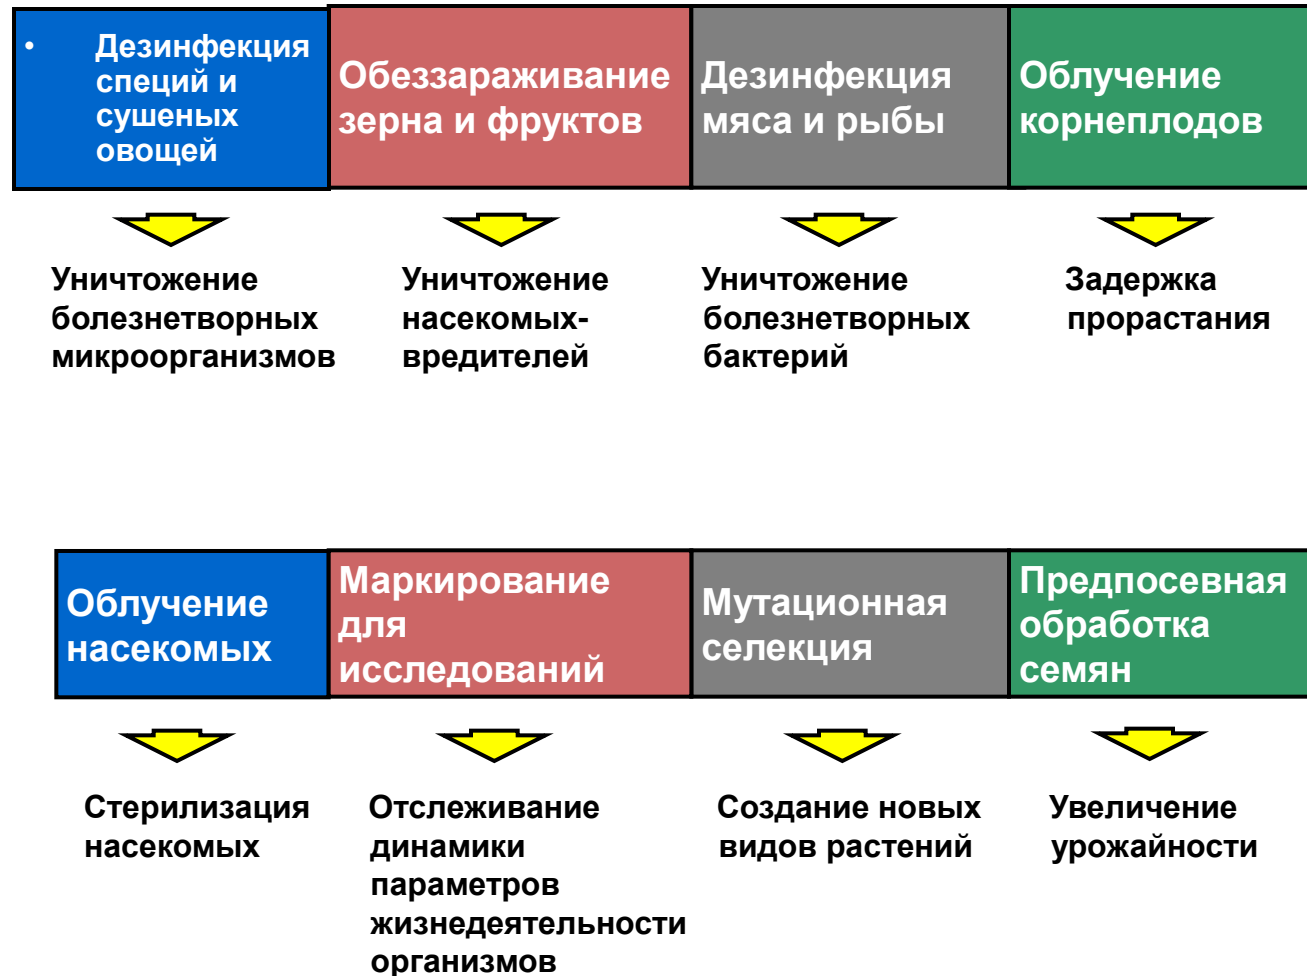 • Дезинфекция
специй и
сушеных
овощей
Обеззараживание
зерна и фруктов
Дезинфекция
мяса и рыбы
Облучение
корнеплодов
Уничтожение
болезнетворных
микроорганизмов
Уничтожение
насекомых-
вредителей
Уничтожение
болезнетворных
бактерий
Задержка
прорастания
Облучение
насекомых
Маркирование
для
исследований
Мутационная
селекция
Предпосевная
обработка
семян
Стерилизация
насекомых
Отслеживание
динамики
параметров
жизнедеятельности
организмов
Создание новых
видов растений
Увеличение
урожайности